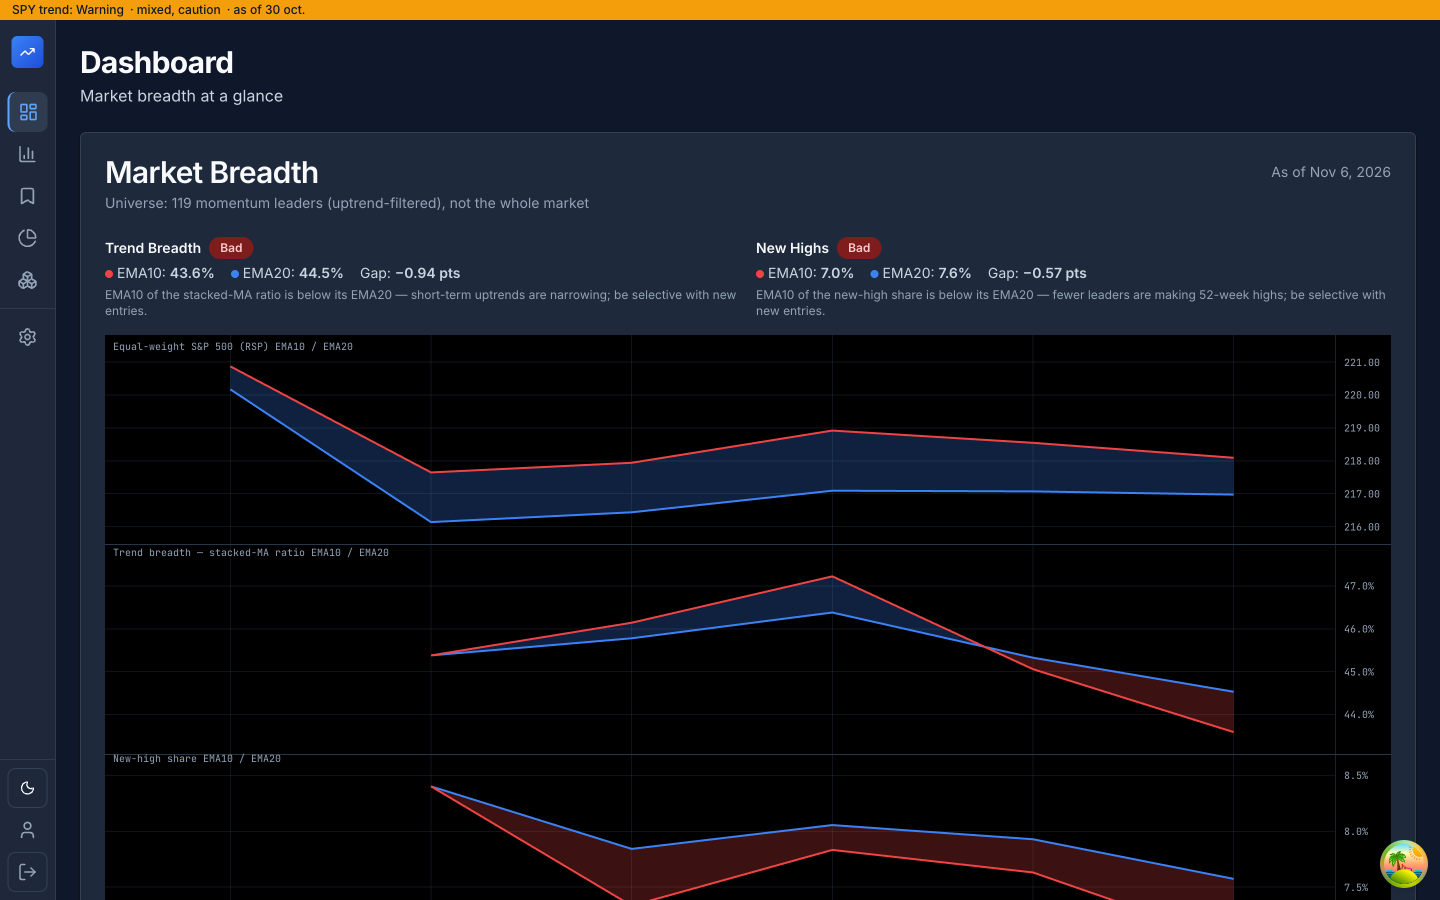 SPY trend: Warning · mixed, caution · as of 30 oct.
Dashboard
Market breadth at a glance
Market Breadth
As of Nov 6, 2026
Universe: 119 momentum leaders (uptrend-filtered), not the whole market
Trend Breadth Bad
EMA10: 43.6% EMA20: 44.5% Gap: −0.94 pts
EMA10 of the stacked-MA ratio is below its EMA20 — short-term uptrends are narrowing; be selective with new
entries.
New Highs Bad
EMA10: 7.0% EMA20: 7.6% Gap: −0.57 pts
EMA10 of the new-high share is below its EMA20 — fewer leaders are making 52-week highs; be selective with
new entries.
Equal-weight S&P 500 (RSP) EMA10 / EMA20
221.00
220.00
219.00
218.00
217.00
216.00
Trend breadth — stacked-MA ratio EMA10 / EMA20
47.0%
46.0%
45.0%
44.0%
New-high share EMA10 / EMA20
8.5%
8.0%
7.5%